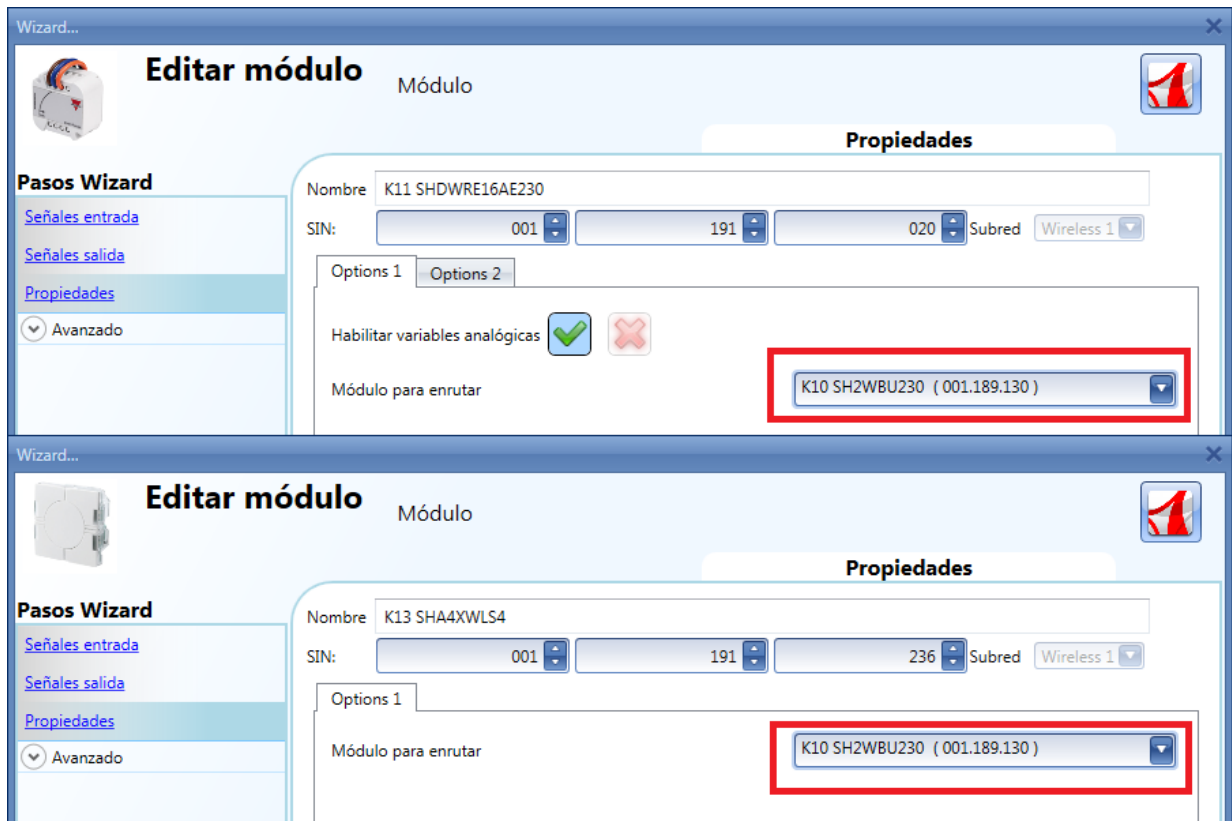 Wizard...
Editar módulo Módulo
Propiedades
Pasos Wizard
Nombre K11 SHDWRE16AE230
Señales entrada
SIN: 001 191 020 Subred Wireless 1
Señales salida
Options 1 Options 2
Propiedades
Avanzado
Habilitar variables analógicas
Módulo para enrutar K10 SH2WBU230 ( 001.189.130 )
Wizard...
Editar módulo Módulo
Propiedades
Pasos Wizard
Nombre K13 SHA4XWLS4
Señales entrada
SIN: 001 191 236 Subred Wireless 1
Señales salida
Options 1
Propiedades
Módulo para enrutar K10 SH2WBU230 ( 001.189.130 )
Avanzado